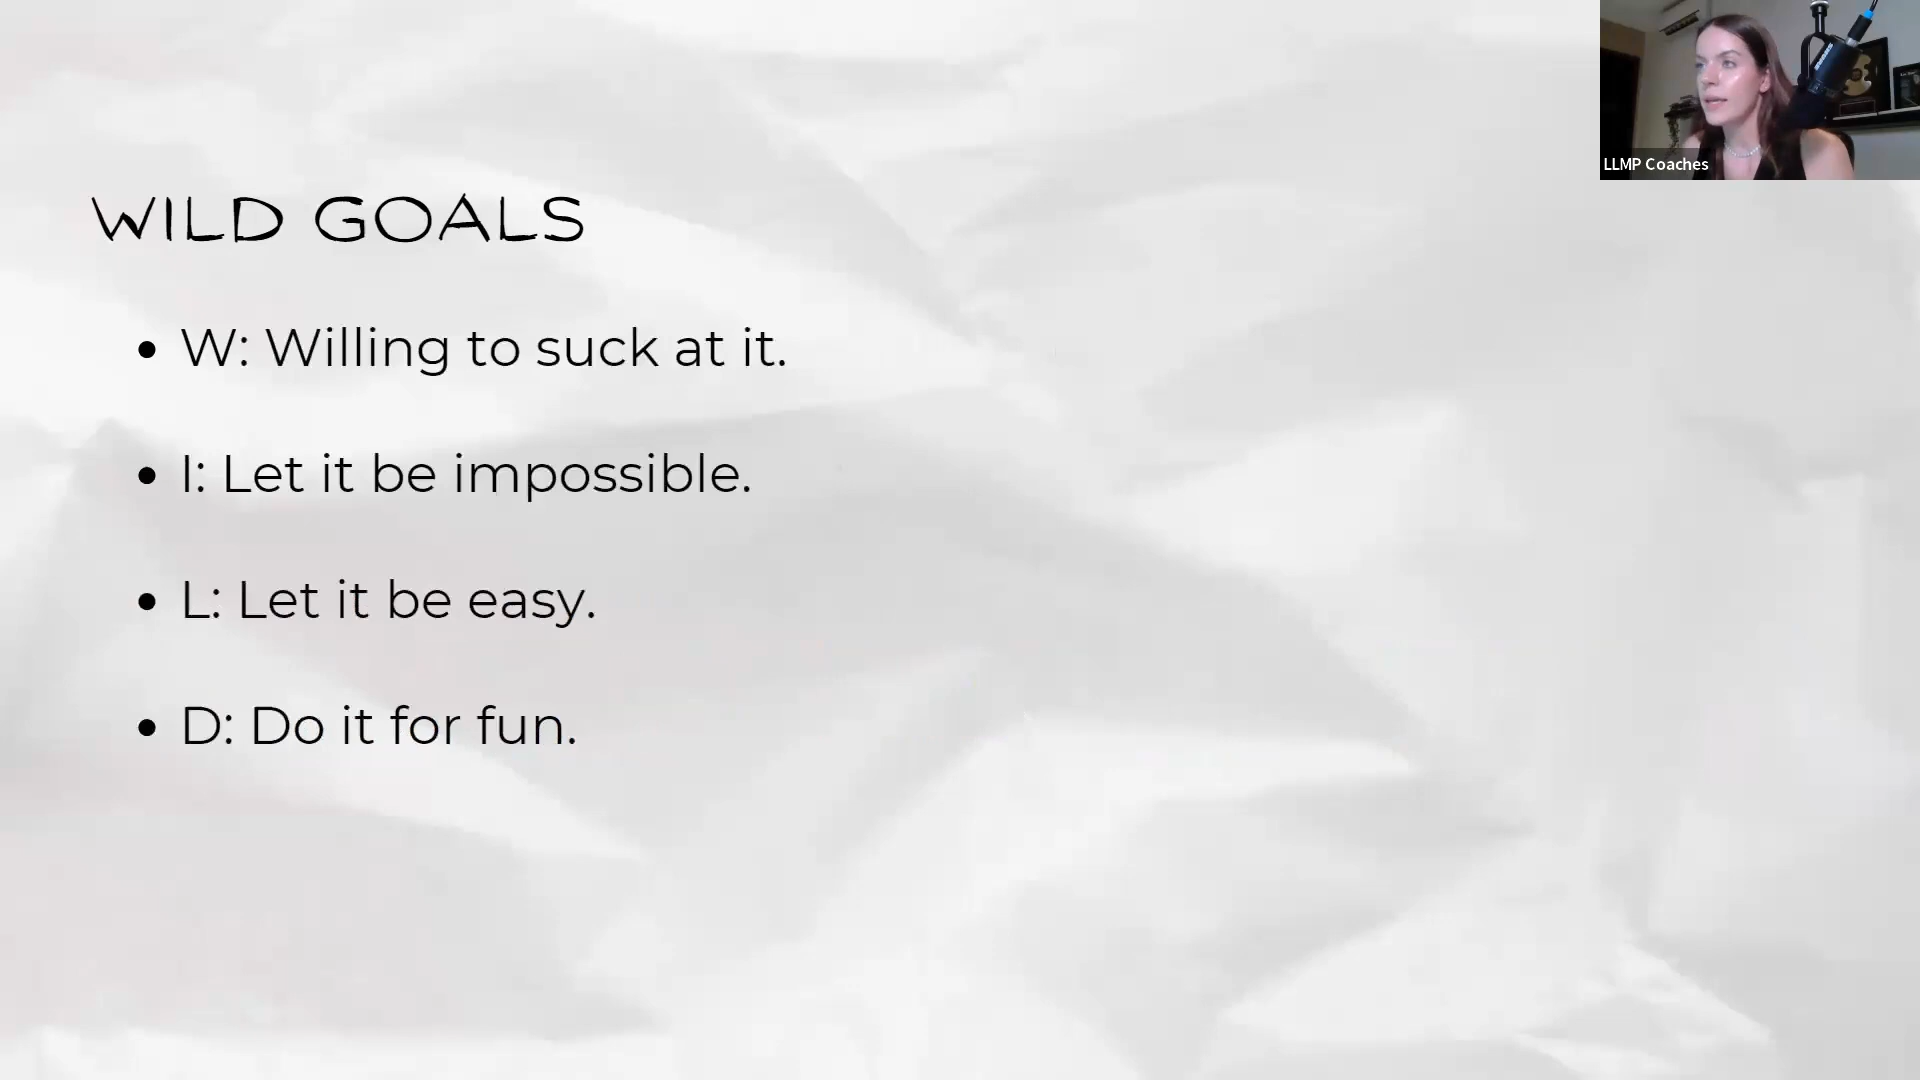 WILD GOALS
• W: Willing to suck at it.
• I: Let it be impossible.
• L: Let it be easy.
• D: Do it for fun.
LLMP Coaches